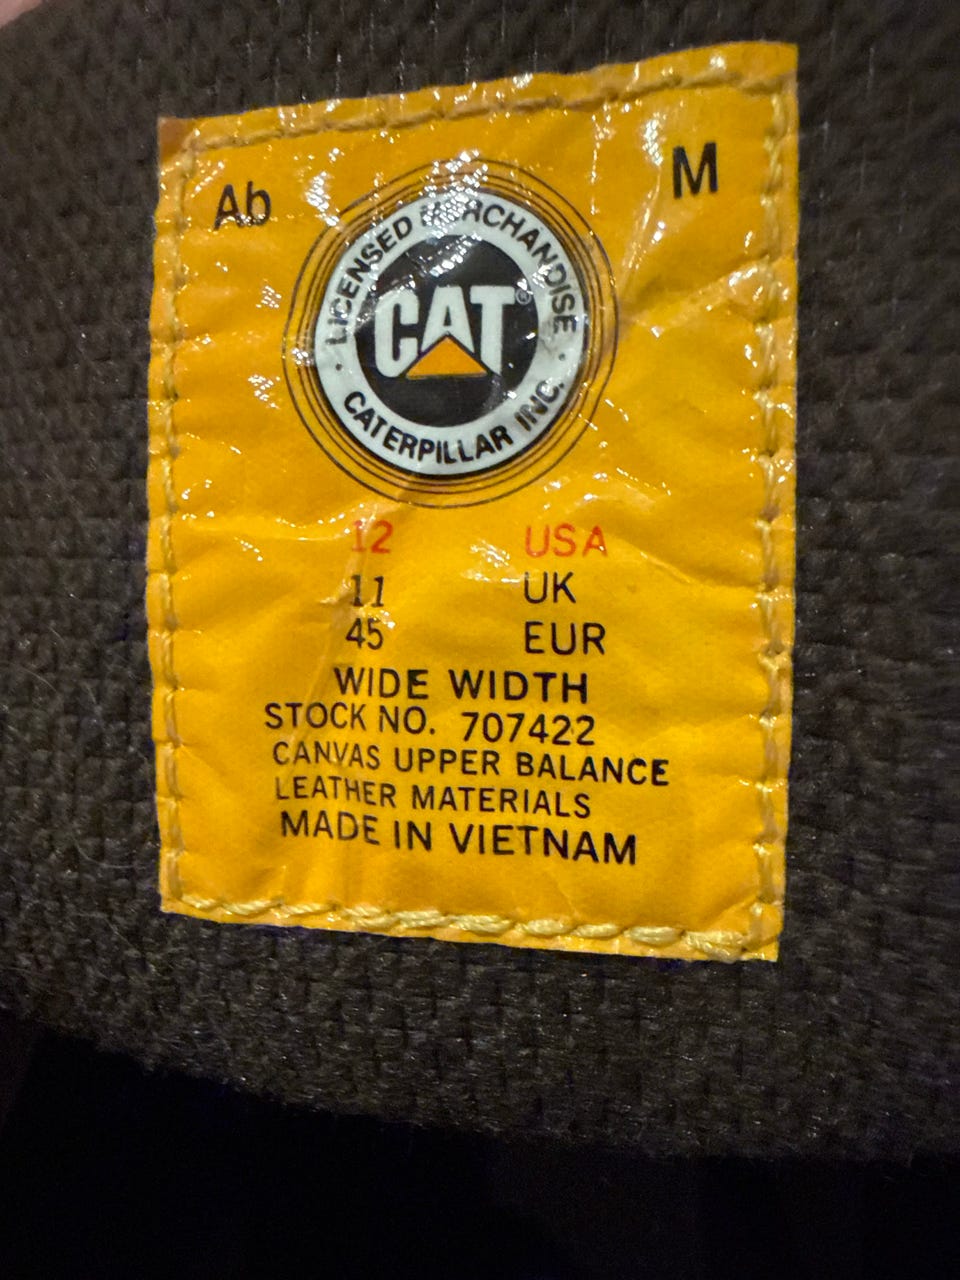 Ab M
LICENSED MERCHANDISE
CAT®
CATERPILLAR INC.
12 USA
11 UK
45 EUR
WIDE WIDTH
STOCK NO. 707422
CANVAS UPPER BALANCE
LEATHER MATERIALS
MADE IN VIETNAM